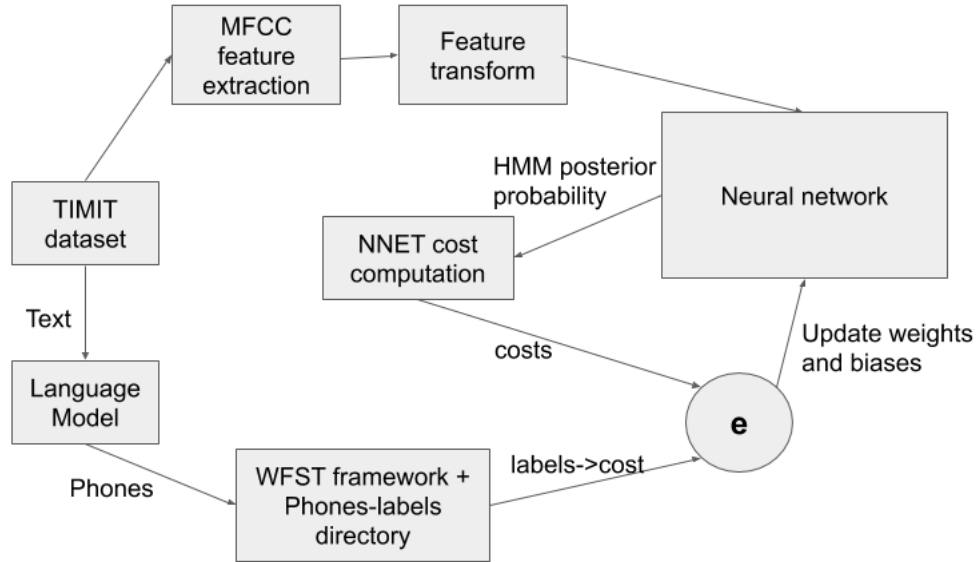 MFCC
feature
extraction
Feature
transform
HMM posterior
probability
Neural network
TIMIT
dataset
NNET cost
computation
Text
costs
Update weights
and biases
Language
Model
e
Phones
WFST framework +
Phones-labels
directory
labels->cost